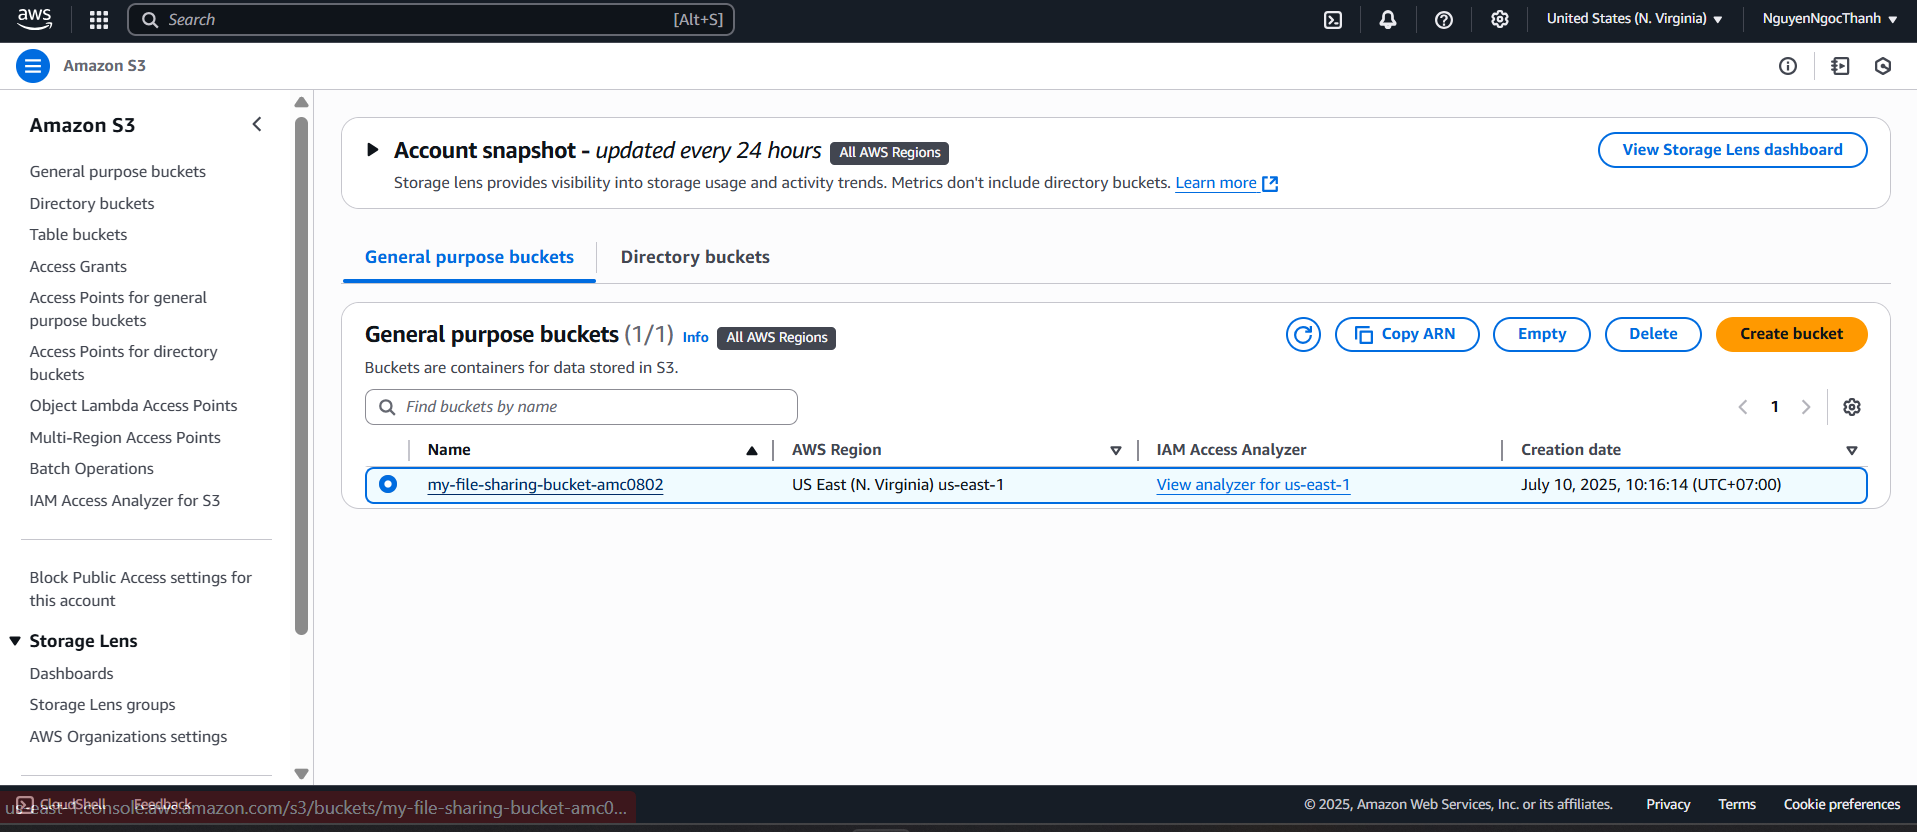 aws
Search [Alt+S]
United States (N. Virginia)
NguyenNgocThanh
Amazon S3
Amazon S3
General purpose buckets
Directory buckets
Table buckets
Access Grants
Access Points for general
purpose buckets
Access Points for directory
buckets
Object Lambda Access Points
Multi-Region Access Points
Batch Operations
IAM Access Analyzer for S3
Block Public Access settings for
this account
Storage Lens
Dashboards
Storage Lens groups
AWS Organizations settings
Account snapshot - updated every 24 hours All AWS Regions
View Storage Lens dashboard
Storage lens provides visibility into storage usage and activity trends. Metrics don't include directory buckets. Learn more
General purpose buckets
Directory buckets
General purpose buckets (1/1) Info All AWS Regions
Copy ARN
Empty
Delete
Create bucket
Buckets are containers for data stored in S3.
Find buckets by name
1
Name AWS Region IAM Access Analyzer Creation date
my-file-sharing-bucket-amc0802 US East (N. Virginia) us-east-1 View analyzer for us-east-1 July 10, 2025, 10:16:14 (UTC+07:00)
CloudShell Feedback
us-east-1.console.aws.amazon.com/s3/buckets/my-file-sharing-bucket-amc0...
© 2025, Amazon Web Services, Inc. or its affiliates. Privacy Terms Cookie preferences